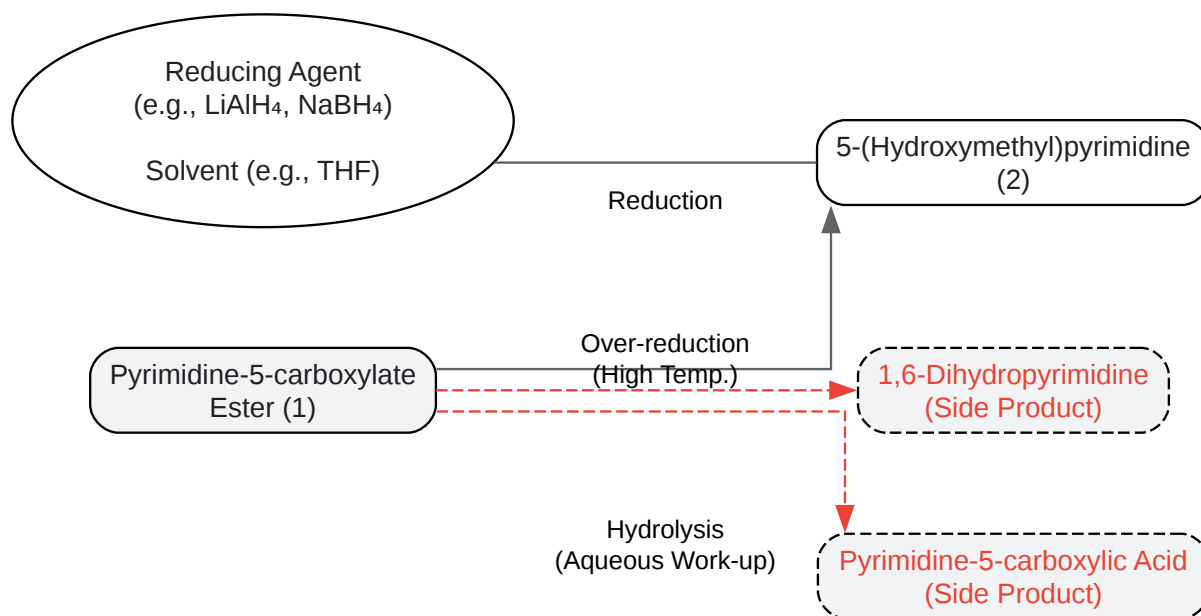 Reducing Agent
(e.g., LiAlH₄, NaBH₄)
Solvent (e.g., THF)
5-(Hydroxymethyl)pyrimidine
(2)
Reduction
Over-reduction
(High Temp.)
Pyrimidine-5-carboxylate
Ester (1)
1,6-Dihydropyrimidine
(Side Product)
Hydrolysis
(Aqueous Work-up)
Pyrimidine-5-carboxylic Acid
(Side Product)